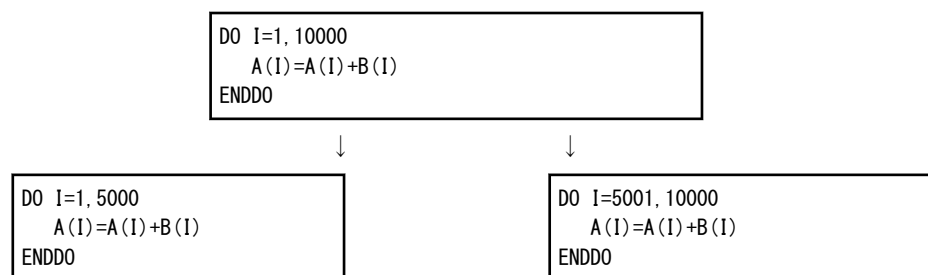 DO I=1,10000
A(I)=A(I)+B(I)
ENDDO
↓ ↓
DO I=1,5000
A(I)=A(I)+B(I)
ENDDO
DO I=5001,10000
A(I)=A(I)+B(I)
ENDDO